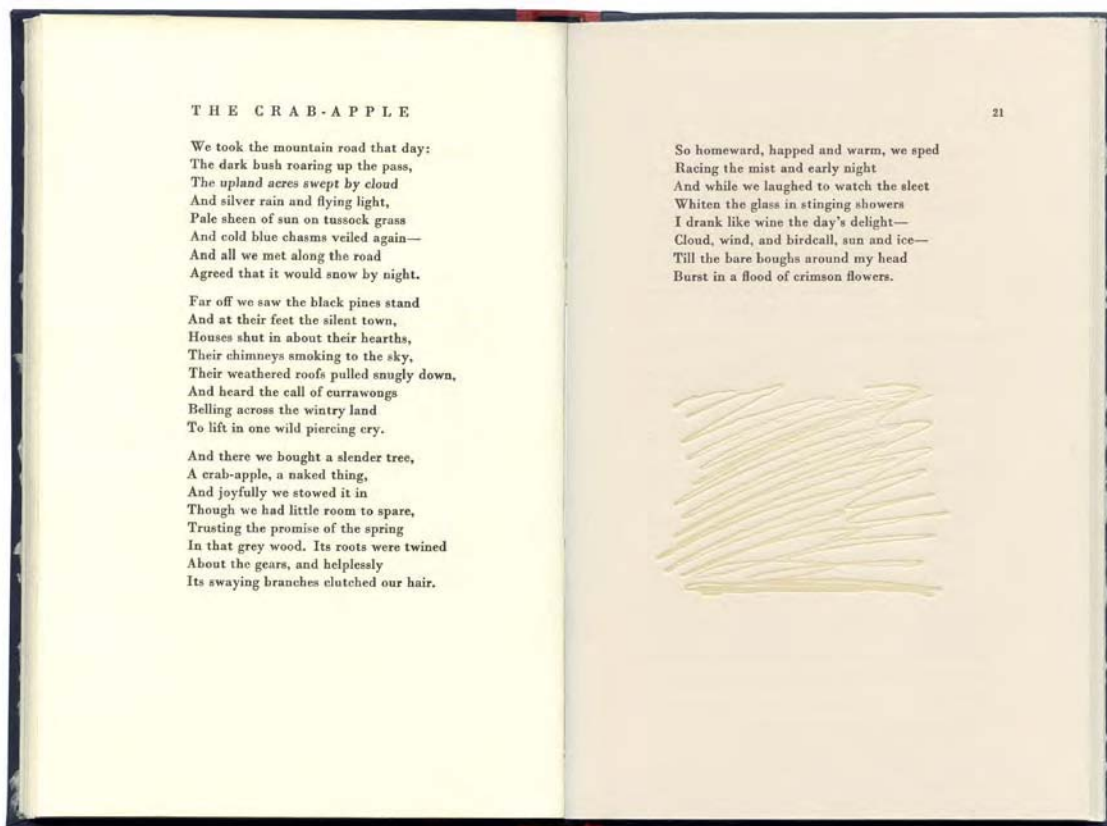 THE CRAB-APPLE
We took the mountain road that day:
The dark bush roaring up the pass,
The upland acres swept by cloud
And silver rain and flying light,
Pale sheen of sun on tussock grass
And cold blue chasms veiled again—
And all we met along the road
Agreed that it would snow by night.
Far off we saw the black pines stand
And at their feet the silent town,
Houses shut in about their hearths,
Their chimneys smoking to the sky,
Their weathered roofs pulled snugly down,
And heard the call of currawongs
Belling across the wintry land
To lift in one wild piercing cry.
And there we bought a slender tree,
A crab-apple, a naked thing,
And joyfully we stowed it in
Though we had little room to spare,
Trusting the promise of the spring
In that grey wood. Its roots were twined
About the gears, and helplessly
Its swaying branches clutched our hair.
21
So homeward, happed and warm, we sped
Racing the mist and early night
And while we laughed to watch the sleet
Whiten the glass in stinging showers
I drank like wine the day's delight—
Cloud, wind, and birdcall, sun and ice—
Till the bare boughs around my head
Burst in a flood of crimson flowers.